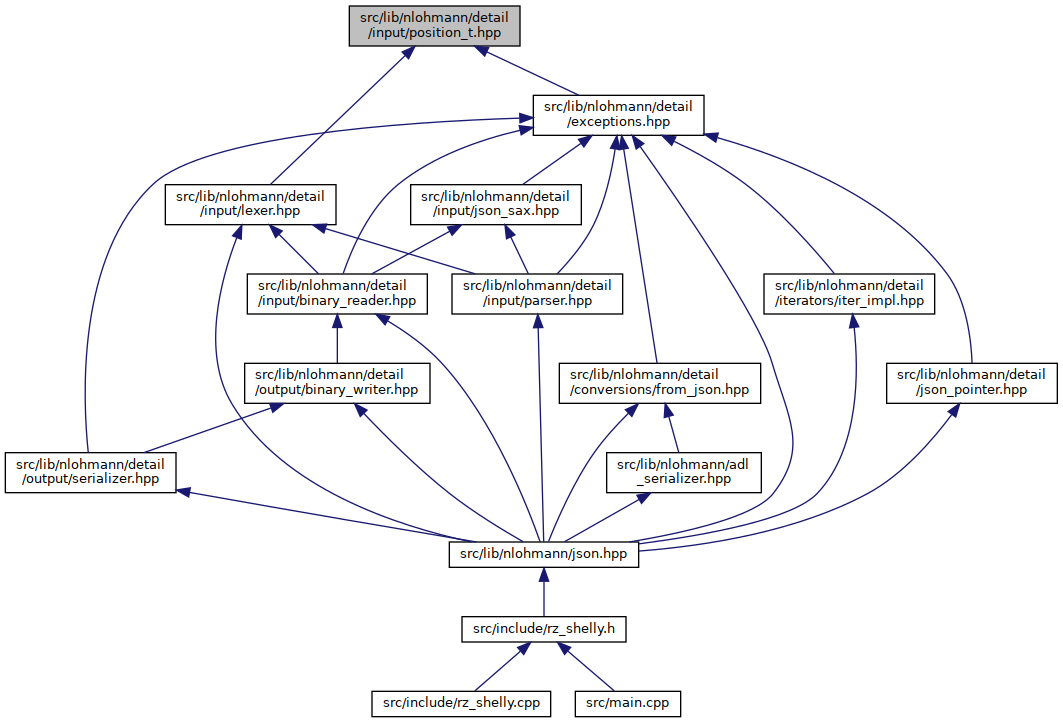 src/lib/nlohmann/detail
/input/position_t.hpp
src/lib/nlohmann/detail
/exceptions.hpp
src/lib/nlohmann/detail
/input/lexer.hpp
src/lib/nlohmann/detail
/input/json_sax.hpp
src/lib/nlohmann/detail
/input/binary_reader.hpp
src/lib/nlohmann/detail
/input/parser.hpp
src/lib/nlohmann/detail
/iterators/iter_impl.hpp
src/lib/nlohmann/detail
/output/binary_writer.hpp
src/lib/nlohmann/detail
/conversions/from_json.hpp
src/lib/nlohmann/detail
/json_pointer.hpp
src/lib/nlohmann/detail
/output/serializer.hpp
src/lib/nlohmann/adl
_serializer.hpp
src/lib/nlohmann/json.hpp
src/include/rz_shelly.h
src/include/rz_shelly.cpp
src/main.cpp